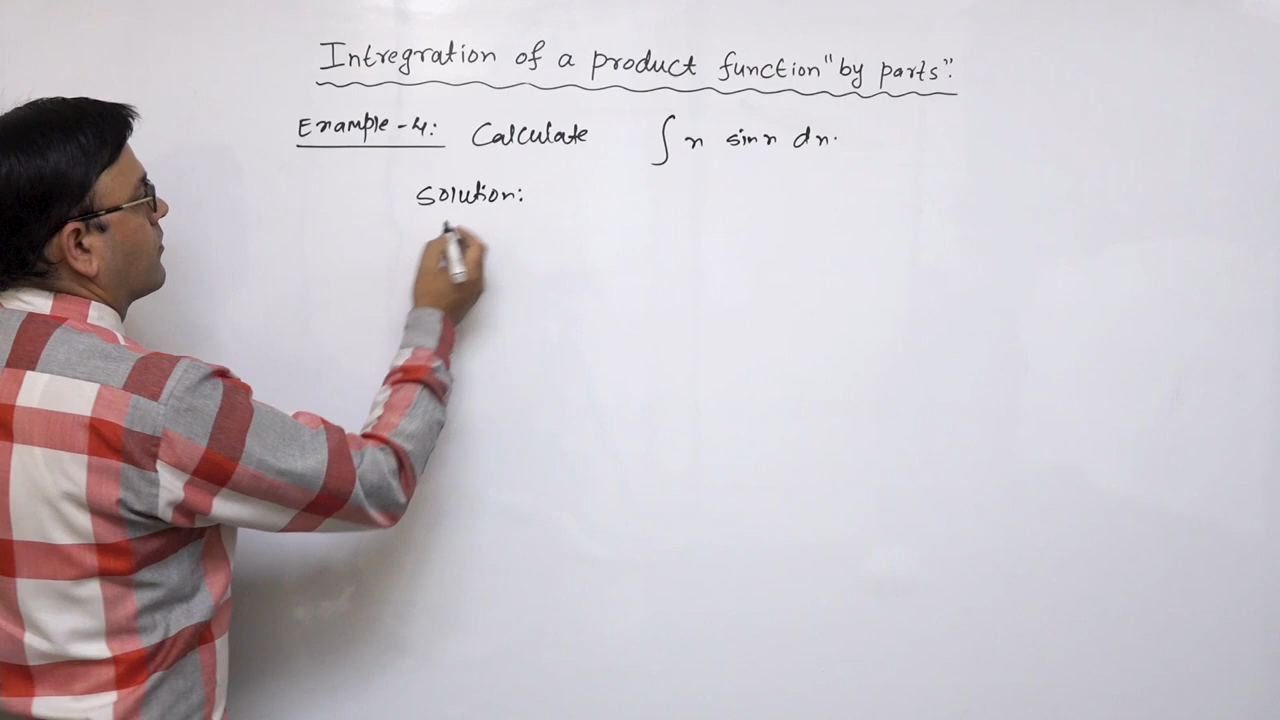 Intregration of a product function "by parts".
Example-4: Calculate ∫ x sinx dx.
Solution: